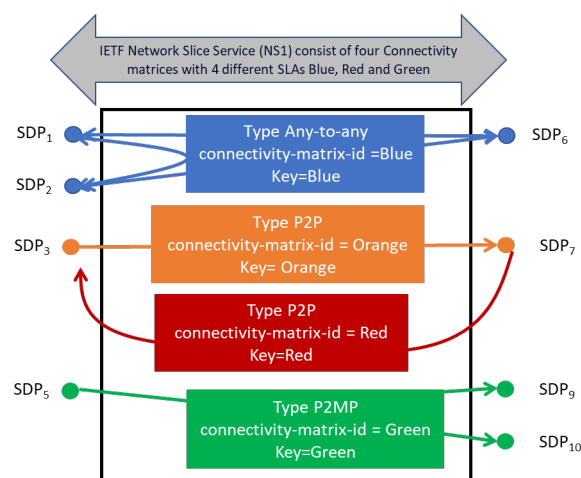 IETF Network Slice Service (NS1) consist of four Connectivity
matrices with 4 different SLAs Blue, Red and Green
SDP1
Type Any-to-any
connectivity-matrix-id =Blue
Key=Blue
SDP6
SDP2
SDP3
Type P2P
connectivity-matrix-id = Orange
Key= Orange
SDP7
Type P2P
connectivity-matrix-id = Red
Key=Red
SDP5
Type P2MP
connectivity-matrix-id = Green
Key=Green
SDP9
SDP10